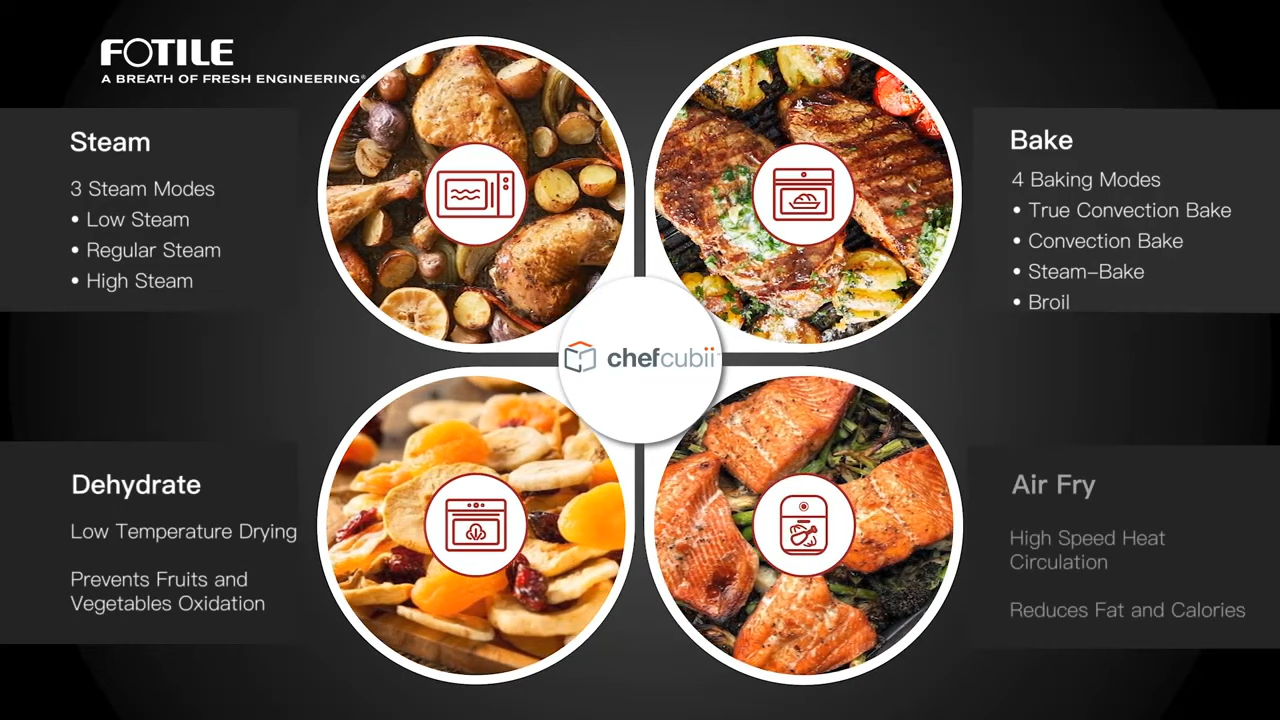 FOTILE
A BREATH OF FRESH ENGINEERING®
Steam
3 Steam Modes
• Low Steam
• Regular Steam
• High Steam
Bake
4 Baking Modes
• True Convection Bake
• Convection Bake
• Steam-Bake
• Broil
chefcubii
Dehydrate
Low Temperature Drying
Prevents Fruits and
Vegetables Oxidation
Air Fry
High Speed Heat
Circulation
Reduces Fat and Calories